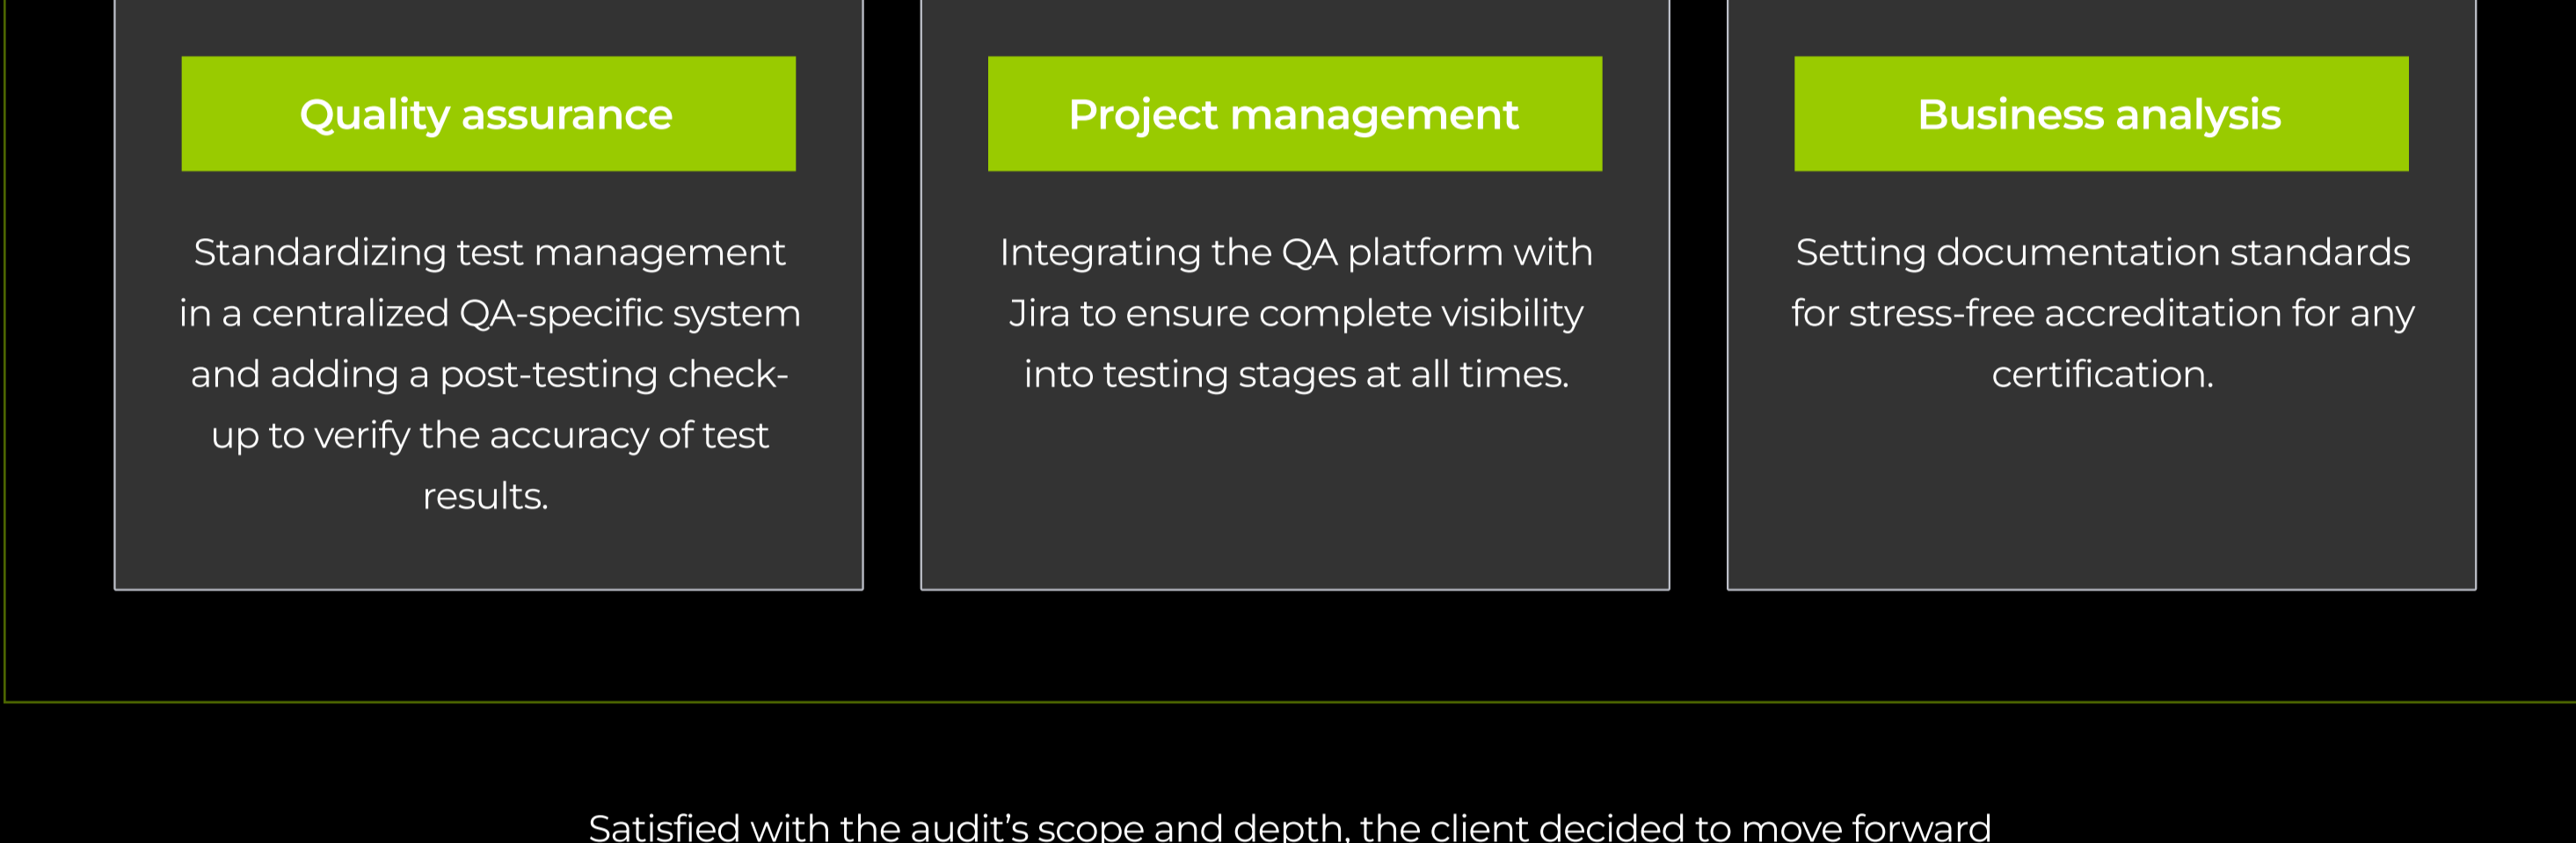 Quality assurance
Standardizing test management
in a centralized QA-specific system
and adding a post-testing check-
up to verify the accuracy of test
results.
Project management
Integrating the QA platform with
Jira to ensure complete visibility
into testing stages at all times.
Business analysis
Setting documentation standards
for stress-free accreditation for any
certification.
Satisfied with the audit’s scope and depth, the client decided to move forward